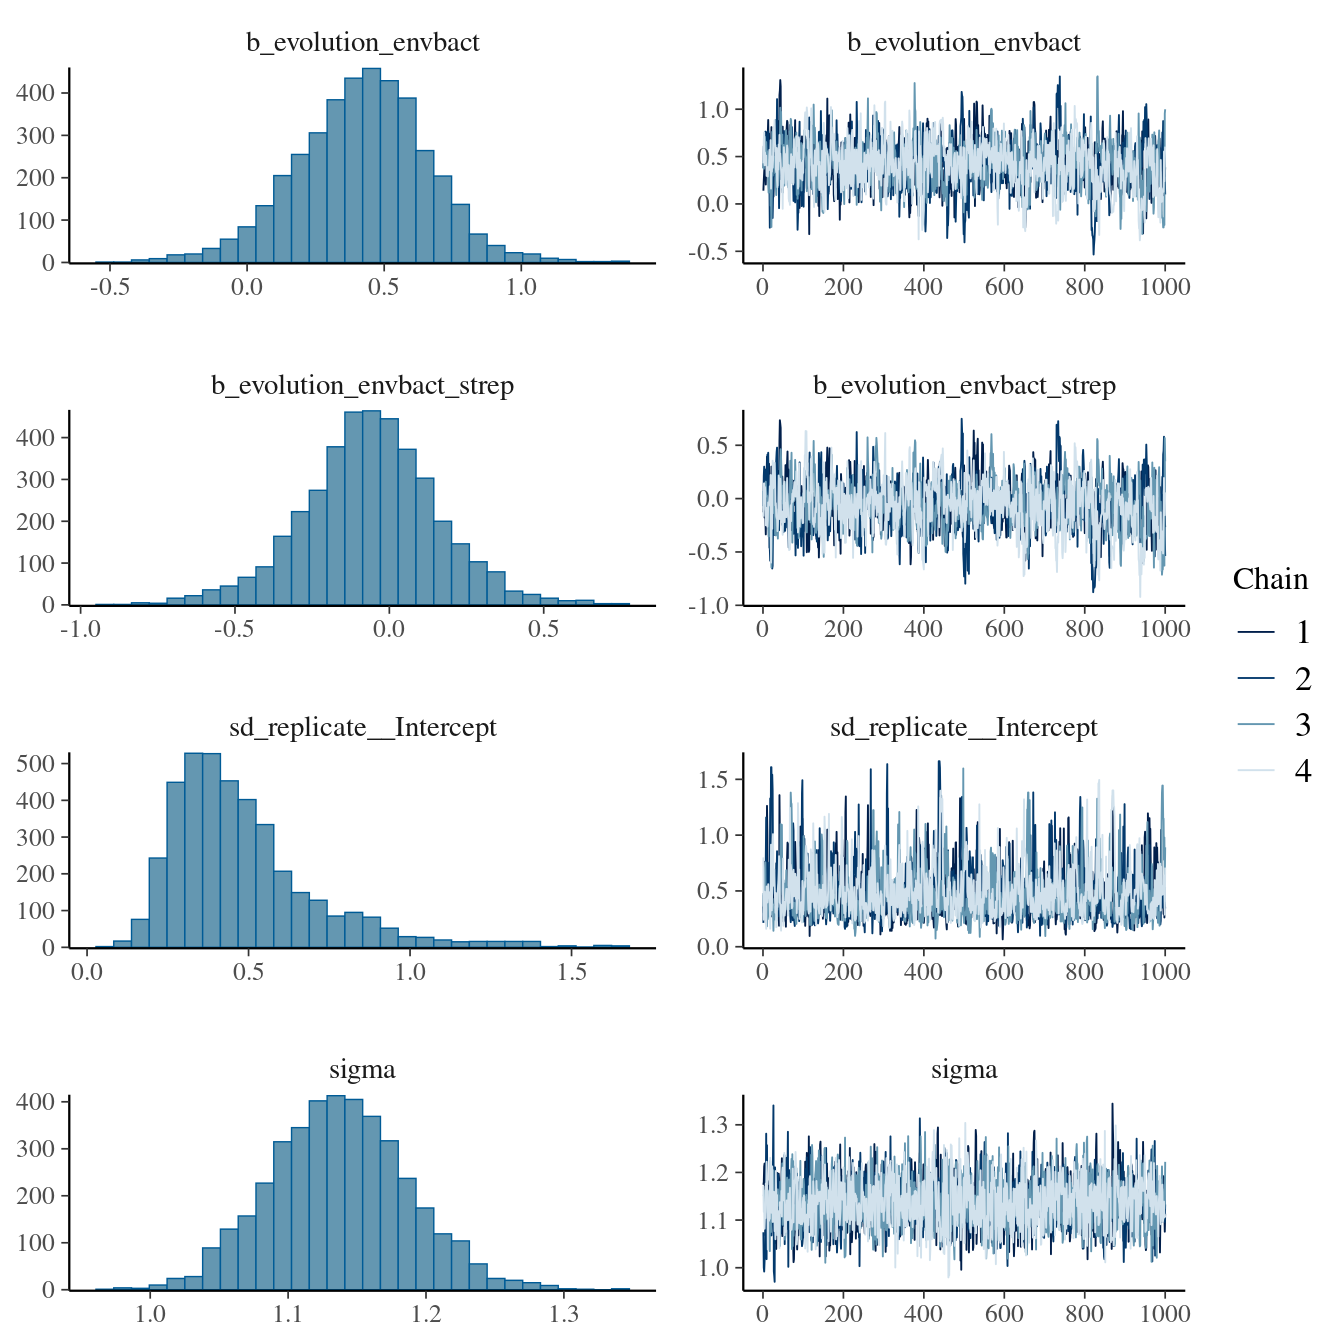 b_evolution_envbact
400
300
200
100
0
-0.5 0.0 0.5 1.0
b_evolution_envbact
1.0
0.5
0.0
-0.5
0 200 400 600 800 1000
b_evolution_envbact_strep
400
300
200
100
0
-1.0 -0.5 0.0 0.5
b_evolution_envbact_strep
0.5
0.0
-0.5
-1.0
0 200 400 600 800 1000
sd_replicate__Intercept
500
400
300
200
100
0
0.0 0.5 1.0 1.5
sd_replicate__Intercept
1.5
1.0
0.5
0.0
0 200 400 600 800 1000
sigma
400
300
200
100
0
1.0 1.1 1.2 1.3
sigma
1.3
1.2
1.1
1.0
0 200 400 600 800 1000
Chain
1
2
3
4